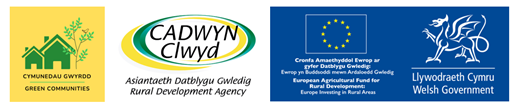 CYMUNEDAU GWYRDD
GREEN COMMUNITIES
CADWYN
Clwyd
Asiantaeth Datblygu Gwledig
Rural Development Agency
Cronfa Amaethyddol Ewrop ar
gyfer Datblygu Gwledig:
Ewrop yn Buddsoddi mewn Ardaloedd Gwledig
European Agricultural Fund for
Rural Development:
Europe Investing in Rural Areas
Llywodraeth Cymru
Welsh Government